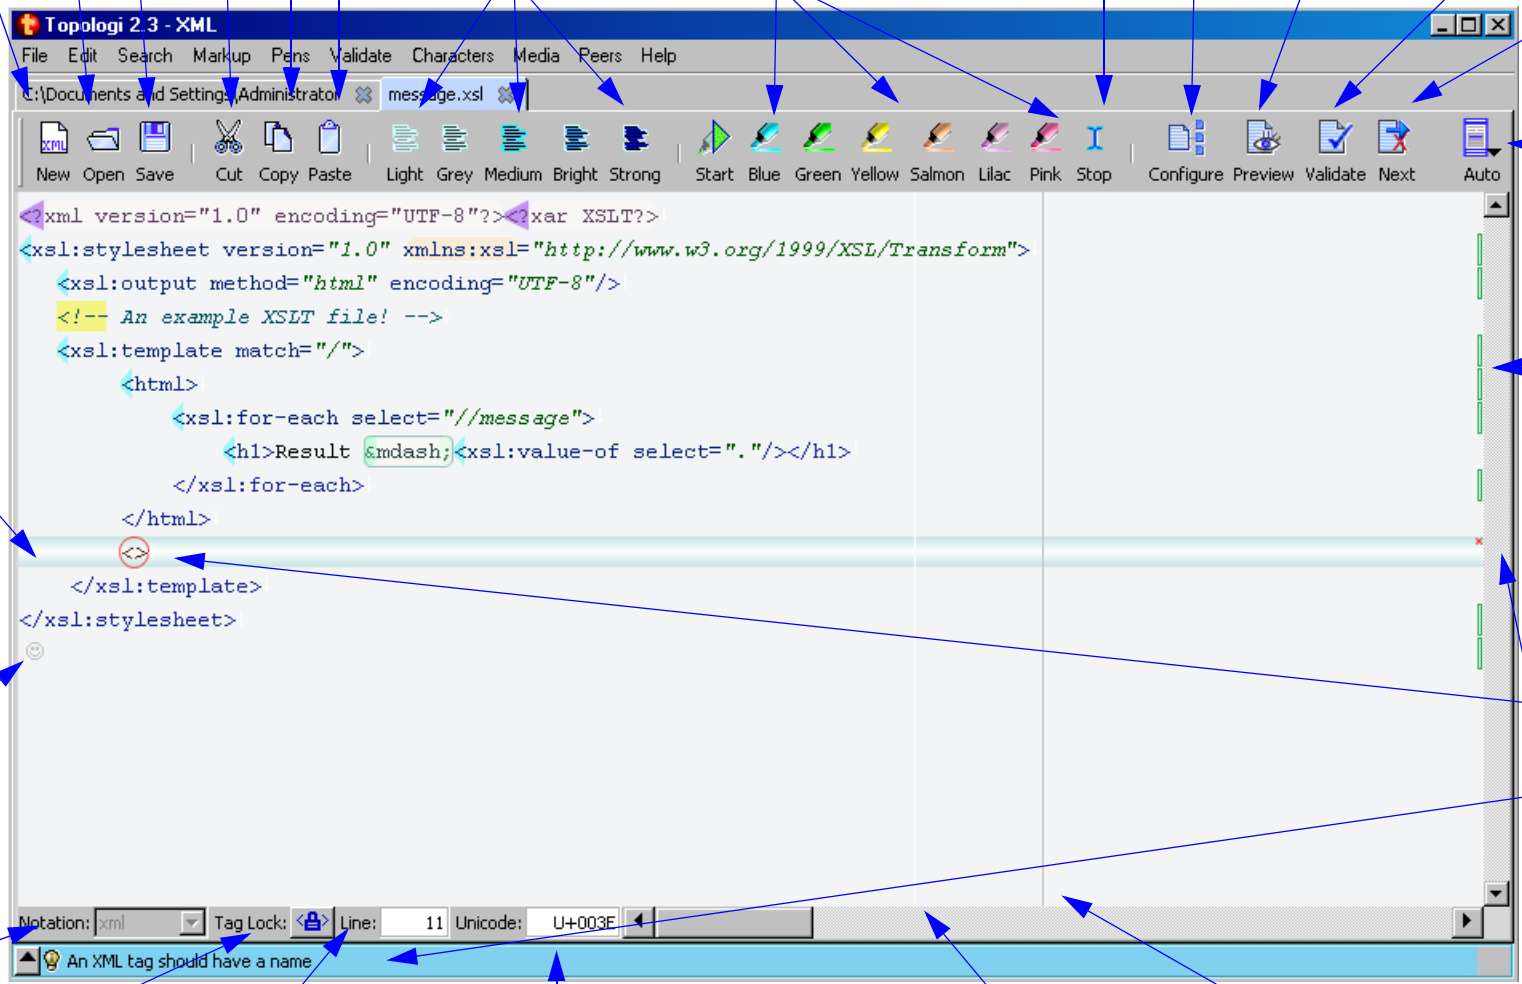 Topologi 2.3 - XML
File Edit Search Markup Pens Validate Characters Media Peers Help
C:\Documents and Settings\Administrator message.xsl
XML
New Open Save Cut Copy Paste Light Grey Medium Bright Strong Start Blue Green Yellow Salmon Lilac Pink Stop Configure Preview Validate Next Auto
<?xml version="1.0" encoding="UTF-8"?><?xar XSLT?>
<xsl:stylesheet version="1.0" xmlns:xsl="http://www.w3.org/1999/XSL/Transform">
<xsl:output method="html" encoding="UTF-8"/>
<!-- An example XSLT file! -->
<xsl:template match="/">
<html>
<xsl:for-each select="//message">
<h1>Result &mdash;<xsl:value-of select="."/></h1>
</xsl:for-each>
</html>
<>
</xsl:template>
</xsl:stylesheet>
Notation: xml Tag Lock: Line: 11 Unicode: U+003E
An XML tag should have a name